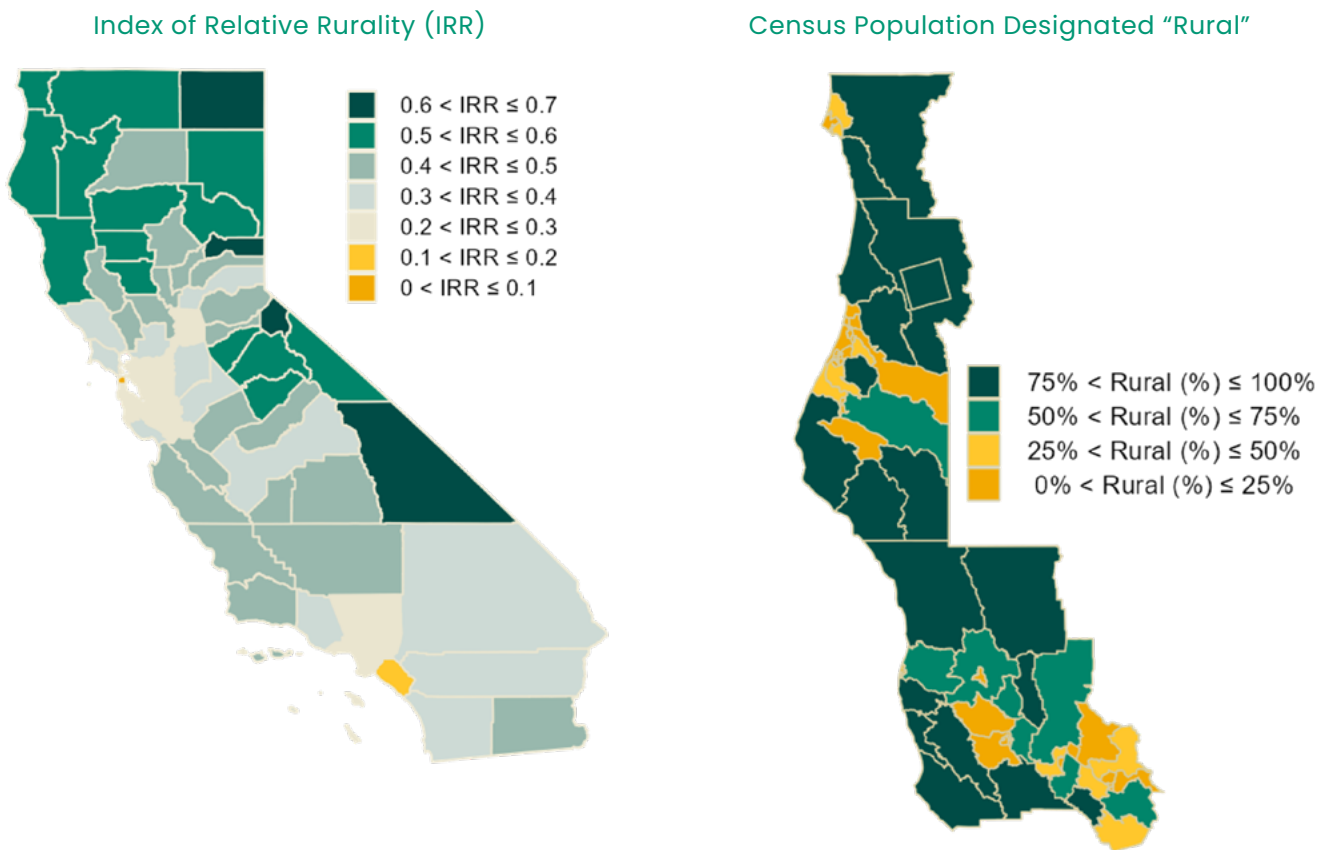 Index of Relative Rurality (IRR)
0.6 < IRR ≤ 0.7
0.5 < IRR ≤ 0.6
0.4 < IRR ≤ 0.5
0.3 < IRR ≤ 0.4
0.2 < IRR ≤ 0.3
0.1 < IRR ≤ 0.2
0 < IRR ≤ 0.1
Census Population Designated “Rural”
75% < Rural (%) ≤ 100%
50% < Rural (%) ≤ 75%
25% < Rural (%) ≤ 50%
0% < Rural (%) ≤ 25%